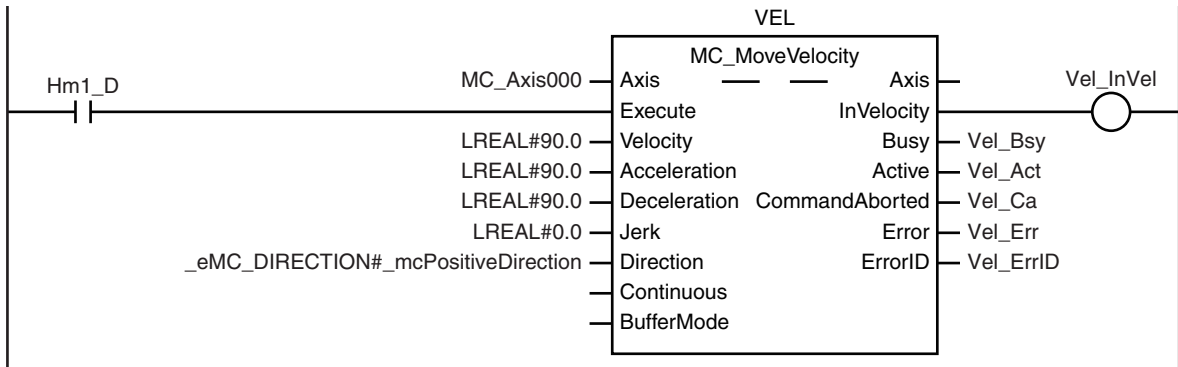 VEL
MC_MoveVelocity
Hm1_D
MC_Axis000 Axis Axis Vel_InVel
Execute InVelocity
LREAL#90.0 Velocity Busy Vel_Bsy
LREAL#90.0 Acceleration Active Vel_Act
LREAL#90.0 Deceleration CommandAborted Vel_Ca
LREAL#0.0 Jerk Error Vel_Err
_eMC_DIRECTION#_mcPositiveDirection Direction ErrorID Vel_ErrID
Continuous
BufferMode